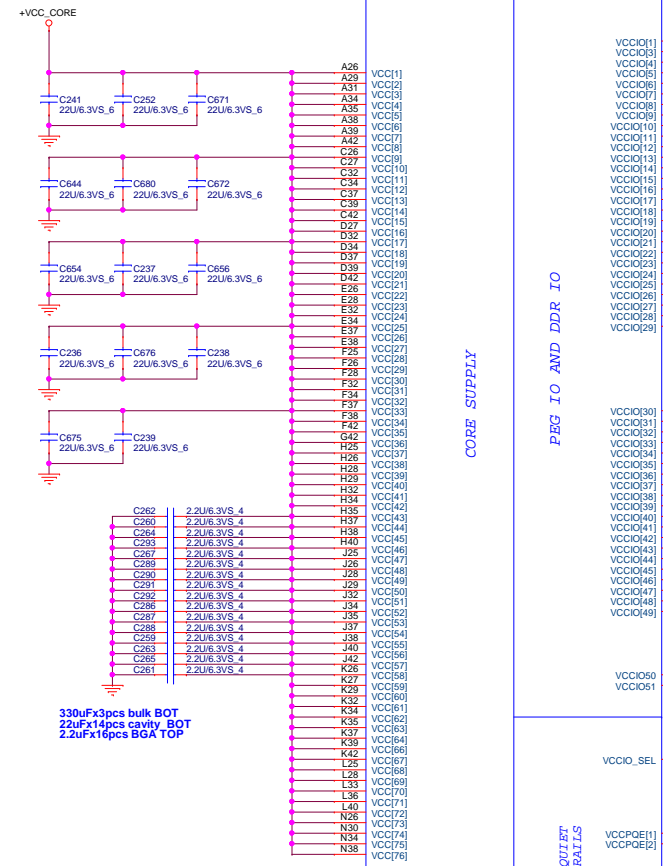 +VCC_CORE
C241
22U/6.3VS_6
C252
22U/6.3VS_6
C671
22U/6.3VS_6
C644
22U/6.3VS_6
C680
22U/6.3VS_6
C672
22U/6.3VS_6
C654
22U/6.3VS_6
C237
22U/6.3VS_6
C656
22U/6.3VS_6
C236
22U/6.3VS_6
C676
22U/6.3VS_6
C238
22U/6.3VS_6
C675
22U/6.3VS_6
C239
22U/6.3VS_6
C262 2.2U/6.3VS_4
C260 2.2U/6.3VS_4
C264 2.2U/6.3VS_4
C293 2.2U/6.3VS_4
C267 2.2U/6.3VS_4
C289 2.2U/6.3VS_4
C290 2.2U/6.3VS_4
C291 2.2U/6.3VS_4
C292 2.2U/6.3VS_4
C286 2.2U/6.3VS_4
C287 2.2U/6.3VS_4
C288 2.2U/6.3VS_4
C259 2.2U/6.3VS_4
C263 2.2U/6.3VS_4
C265 2.2U/6.3VS_4
C261 2.2U/6.3VS_4
330uFx3pcs bulk BOT
22uFx14pcs cavity BOT
2.2uFx16pcs BGA TOP
A26 VCC[1]
A29 VCC[2]
A31 VCC[3]
A34 VCC[4]
A35 VCC[5]
A38 VCC[6]
A39 VCC[7]
A42 VCC[8]
C26 VCC[9]
C27 VCC[10]
C32 VCC[11]
C34 VCC[12]
C37 VCC[13]
C39 VCC[14]
C42 VCC[15]
D27 VCC[16]
D32 VCC[17]
D34 VCC[18]
D37 VCC[19]
D39 VCC[20]
D42 VCC[21]
E26 VCC[22]
E28 VCC[23]
E32 VCC[24]
E34 VCC[25]
E37 VCC[26]
E38 VCC[27]
F25 VCC[28]
F26 VCC[29]
F28 VCC[30]
F32 VCC[31]
F34 VCC[32]
F37 VCC[33]
F38 VCC[34]
F42 VCC[35]
G42 VCC[36]
H25 VCC[37]
H26 VCC[38]
H28 VCC[39]
H29 VCC[40]
H32 VCC[41]
H34 VCC[42]
H35 VCC[43]
H37 VCC[44]
H38 VCC[45]
H40 VCC[46]
J25 VCC[47]
J26 VCC[48]
J28 VCC[49]
J29 VCC[50]
J32 VCC[51]
J34 VCC[52]
J35 VCC[53]
J37 VCC[54]
J38 VCC[55]
J40 VCC[56]
J42 VCC[57]
K26 VCC[58]
K27 VCC[59]
K29 VCC[60]
K32 VCC[61]
K34 VCC[62]
K35 VCC[63]
K37 VCC[64]
K39 VCC[66]
K42 VCC[67]
L25 VCC[68]
L28 VCC[69]
L33 VCC[70]
L36 VCC[71]
L40 VCC[72]
N26 VCC[73]
N30 VCC[74]
N34 VCC[75]
N38 VCC[76]
CORE SUPPLY
PEG IO AND DDR IO
VCCIO[1]
VCCIO[3]
VCCIO[4]
VCCIO[5]
VCCIO[6]
VCCIO[7]
VCCIO[8]
VCCIO[9]
VCCIO[10]
VCCIO[11]
VCCIO[12]
VCCIO[13]
VCCIO[14]
VCCIO[15]
VCCIO[16]
VCCIO[17]
VCCIO[18]
VCCIO[19]
VCCIO[20]
VCCIO[21]
VCCIO[22]
VCCIO[23]
VCCIO[24]
VCCIO[25]
VCCIO[26]
VCCIO[27]
VCCIO[28]
VCCIO[29]
VCCIO[30]
VCCIO[31]
VCCIO[32]
VCCIO[33]
VCCIO[34]
VCCIO[35]
VCCIO[36]
VCCIO[37]
VCCIO[38]
VCCIO[39]
VCCIO[40]
VCCIO[41]
VCCIO[42]
VCCIO[43]
VCCIO[44]
VCCIO[45]
VCCIO[46]
VCCIO[47]
VCCIO[48]
VCCIO[49]
VCCIO50
VCCIO51
VCCIO_SEL
QUIET
RAILS
VCCPQE[1]
VCCPQE[2]